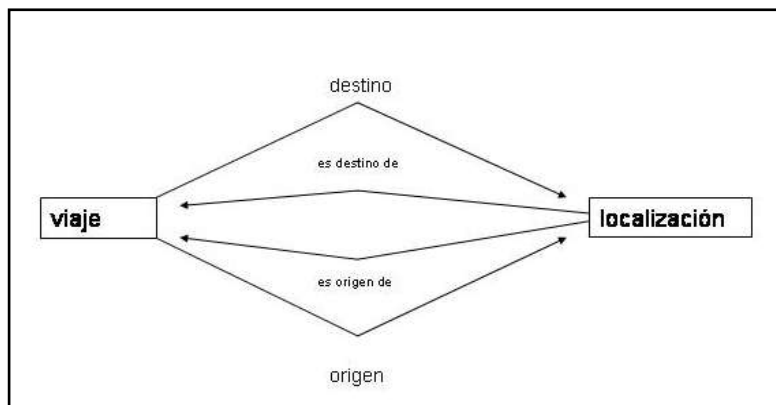 destino
es destino de
viaje
localización
es origen de
origen